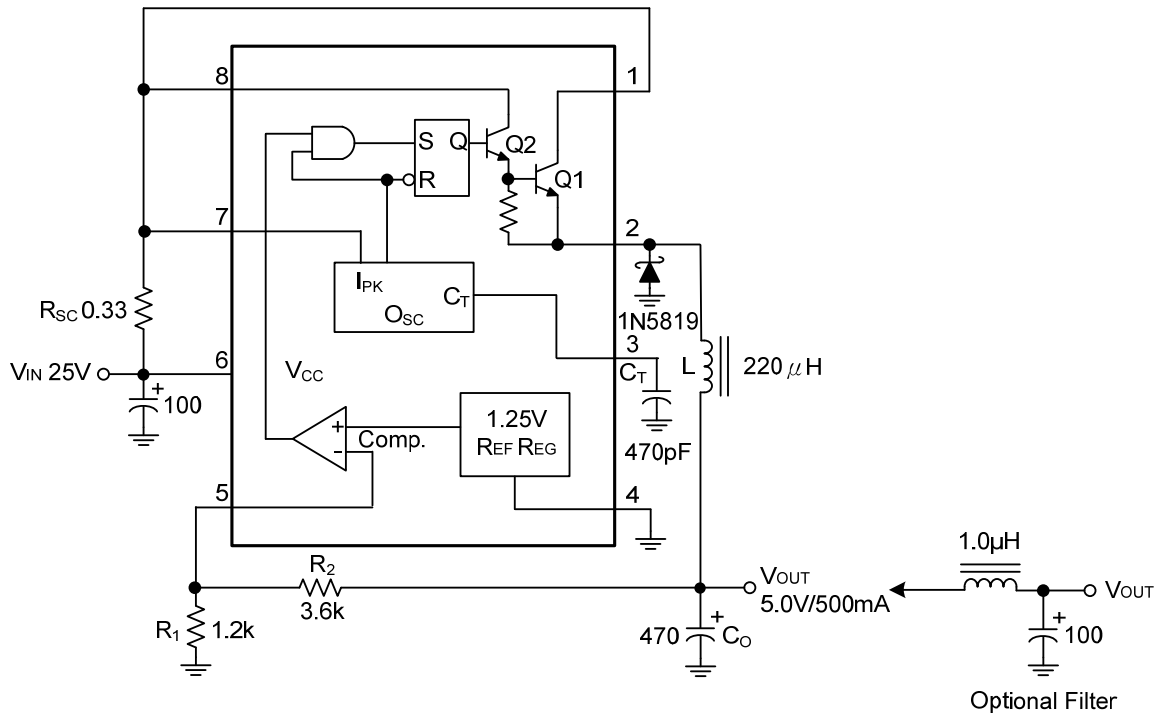 8
1
S
Q
Q2
R
Q1
7
2
IPK
CT
OSC
RSC 0.33
1N5819
3
VIN 25V
6
VCC
CT
L
220 μH
+
100
1.25V
REF REG
+
Comp.
-
470pF
5
4
R2
3.6k
1.0μH
VOUT
5.0V/500mA
VOUT
R1
1.2k
470
+
CO
+
100
Optional Filter